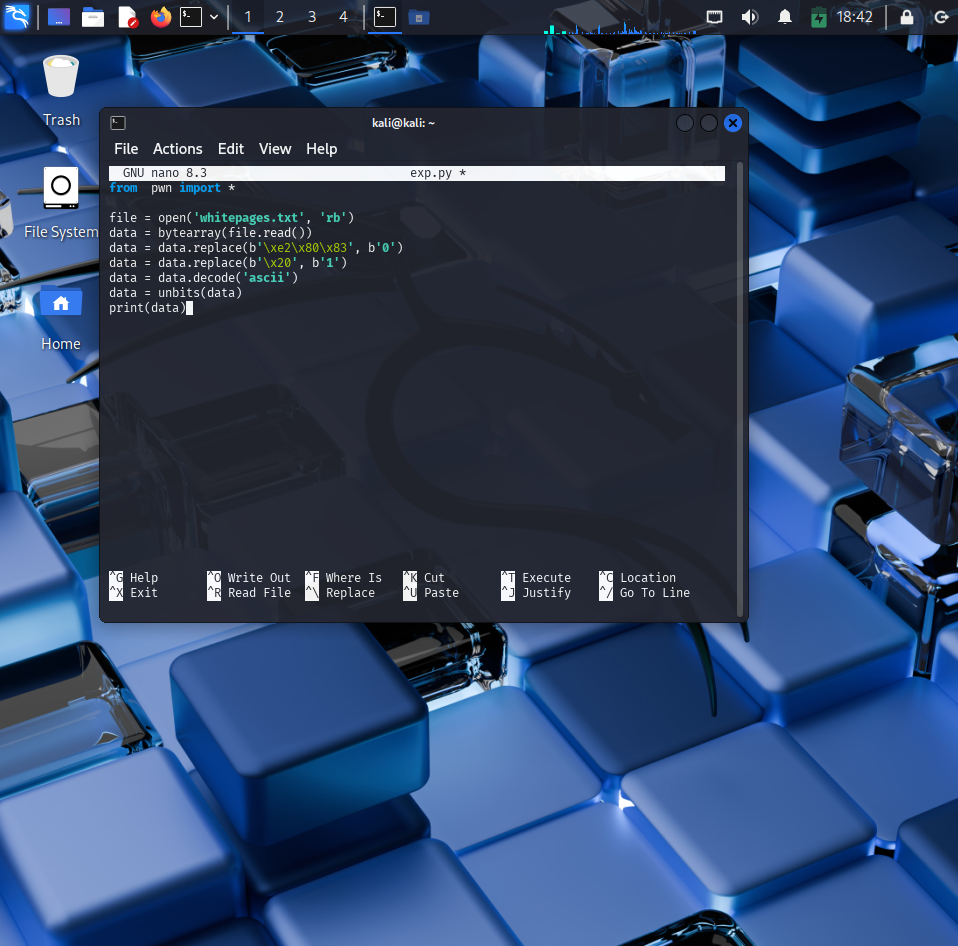 1 2 3 4 18:42
Trash
File System
Home
kali@kali: ~
File Actions Edit View Help
GNU nano 8.3 exp.py *
from  pwn import *
file = open('whitepages.txt', 'rb')
data = bytearray(file.read())
data = data.replace(b'\xe2\x80\x83', b'0')
data = data.replace(b'\x20', b'1')
data = data.decode('ascii')
data = unbits(data)
print(data)
^G Help ^O Write Out ^F Where Is ^K Cut ^T Execute ^C Location
^X Exit ^R Read File ^\ Replace ^U Paste ^J Justify ^/ Go To Line